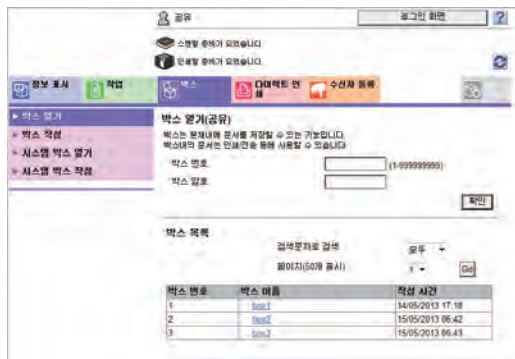 공유
로그인 화면
?
스캔할 준비가 되었습니다
인쇄할 준비가 되었습니다
정보 표시
작업
박스
다이렉트 인쇄
수신자 등록
박스 열기
박스 작성
시스템 박스 열기
시스템 박스 작성
박스 열기(공유)
박스는 본체내에 문서를 저장할 수 있는 기능입니다.
박스내의 문서는 인쇄/전송 등에 사용할 수 있습니다
박스 번호 (1-999999999)
박스 암호
확인
박스 목록
검색문자로 검색 모두
페이지(50개 표시) 1 Go
박스 번호 박스 이름 작성 시간
1 box1 14/05/2013 17:18
2 box2 15/05/2013 06:42
3 box3 15/05/2013 06:43